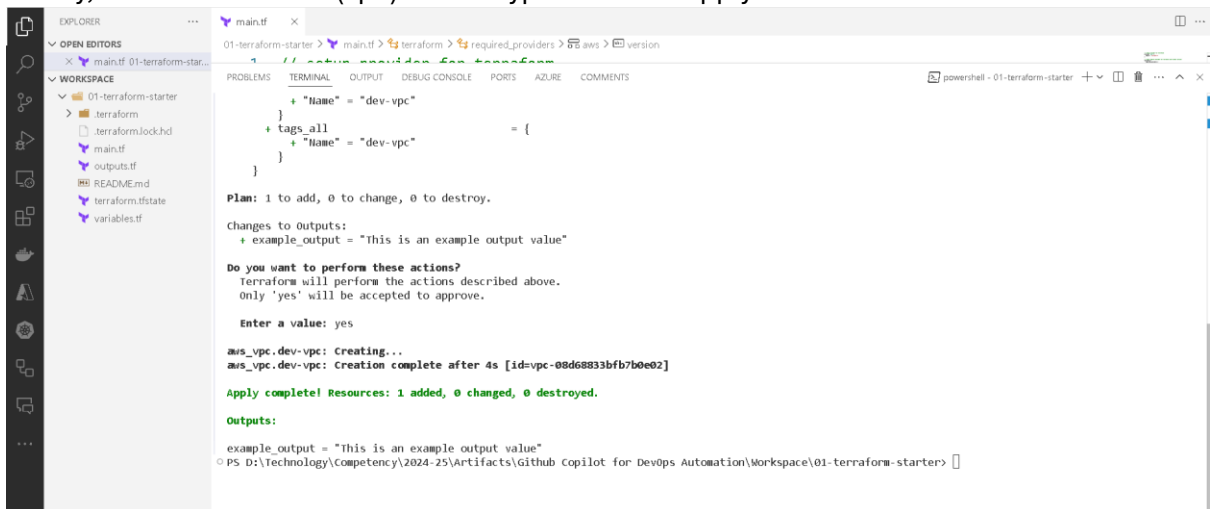 EXPLORER
OPEN EDITORS
main.tf 01-terraform-star...
WORKSPACE
01-terraform-starter
.terraform
.terraform.lock.hcl
main.tf
outputs.tf
README.md
terraform.tfstate
variables.tf
main.tf
01-terraform-starter > main.tf > terraform > required_providers > aws > version
1 // setup provider for terraform
PROBLEMS TERMINAL OUTPUT DEBUG CONSOLE PORTS AZURE COMMENTS
powershell - 01-terraform-starter
+ "Name" = "dev-vpc"
}
+ tags_all = {
+ "Name" = "dev-vpc"
}
}
Plan: 1 to add, 0 to change, 0 to destroy.
Changes to Outputs:
+ example_output = "This is an example output value"
Do you want to perform these actions?
Terraform will perform the actions described above.
Only 'yes' will be accepted to approve.
Enter a value: yes
aws_vpc.dev-vpc: Creating...
aws_vpc.dev-vpc: Creation complete after 4s [id=vpc-08d68833bfb7b0e02]
Apply complete! Resources: 1 added, 0 changed, 0 destroyed.
Outputs:
example_output = "This is an example output value"
PS D:\Technology\Competency\2024-25\Artifacts\Github Copilot for DevOps Automation\Workspace\01-terraform-starter>